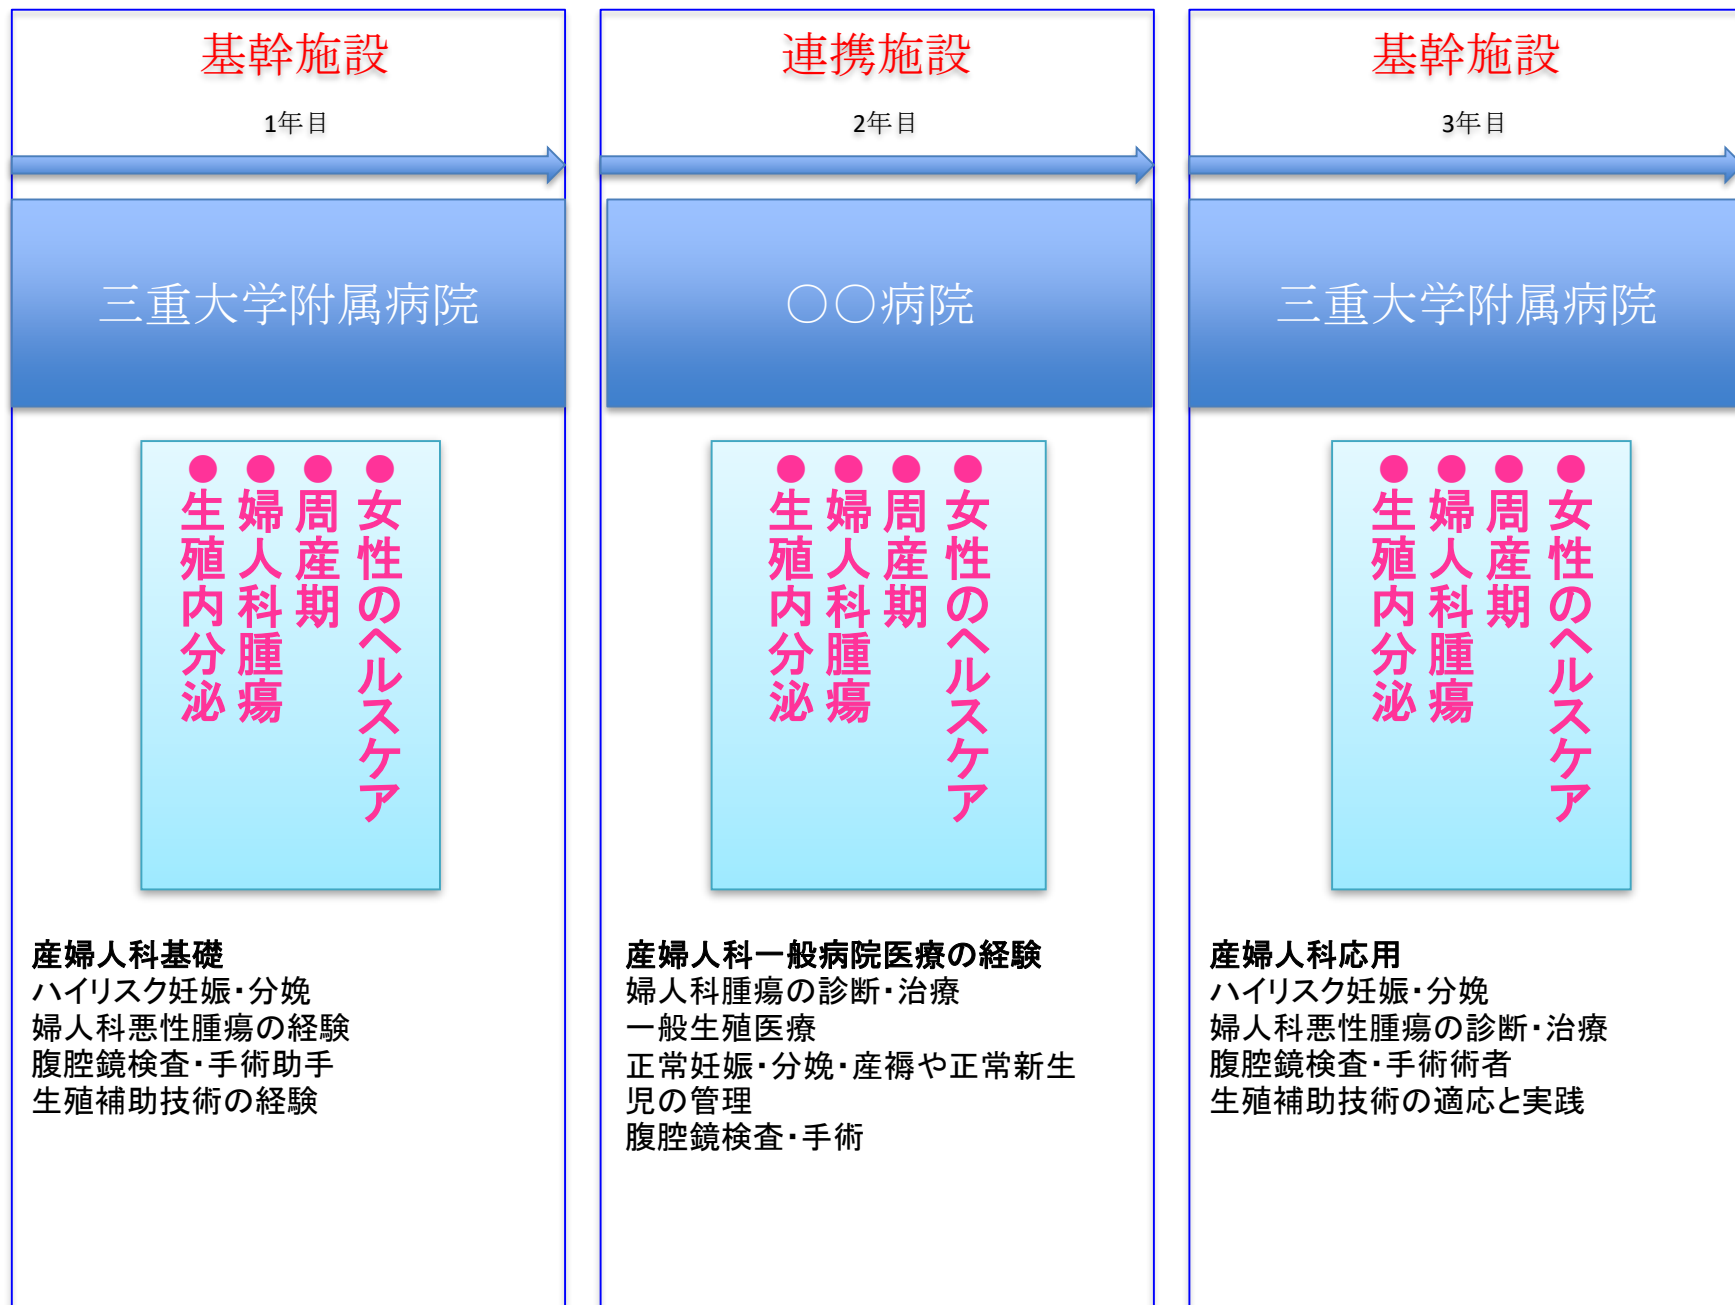 基幹施設
1年目
三重大学附属病院
●女性のヘルスケア
●周産期
●婦人科腫瘍
●生殖内分泌
産婦人科基礎
ハイリスク妊娠・分娩
婦人科悪性腫瘍の経験
腹腔鏡検査・手術助手
生殖補助技術の経験
連携施設
2年目
○○病院
●女性のヘルスケア
●周産期
●婦人科腫瘍
●生殖内分泌
産婦人科一般病院医療の経験
婦人科腫瘍の診断・治療
一般生殖医療
正常妊娠・分娩・産褥や正常新生
児の管理
腹腔鏡検査・手術
基幹施設
3年目
三重大学附属病院
●女性のヘルスケア
●周産期
●婦人科腫瘍
●生殖内分泌
産婦人科応用
ハイリスク妊娠・分娩
婦人科悪性腫瘍の診断・治療
腹腔鏡検査・手術術者
生殖補助技術の適応と実践